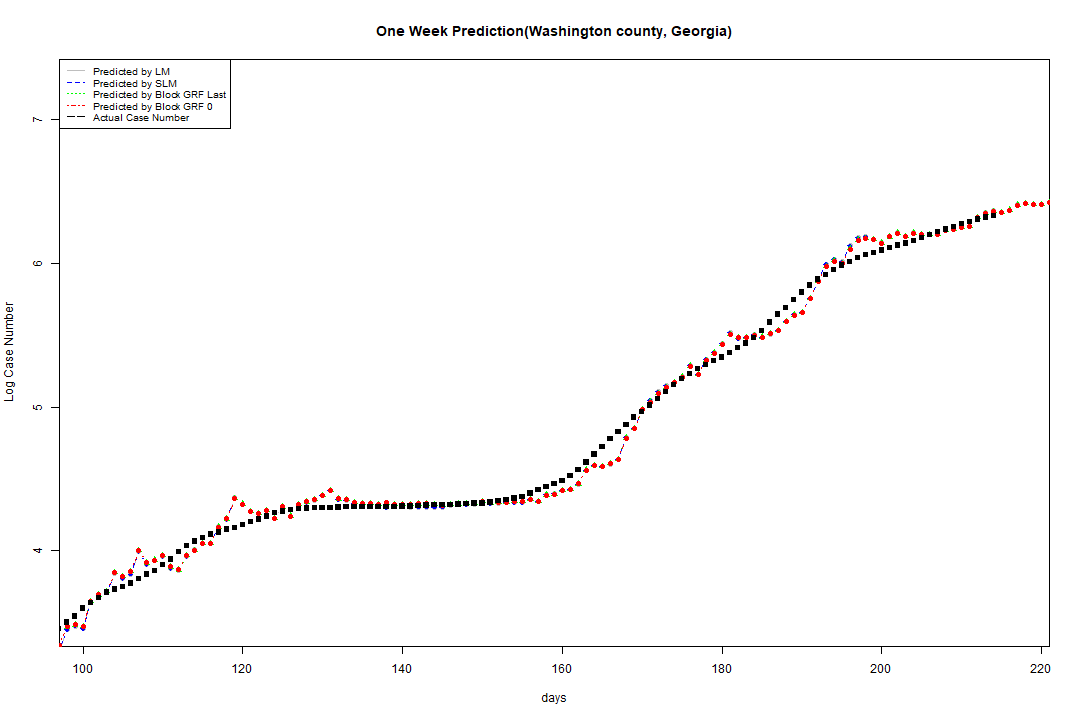 One Week Prediction(Washington county, Georgia)
Predicted by LM
Predicted by SLM
Predicted by Block GRF Last
Predicted by Block GRF 0
Actual Case Number
7
6
5
4
Log Case Number
100 120 140 160 180 200 220
days